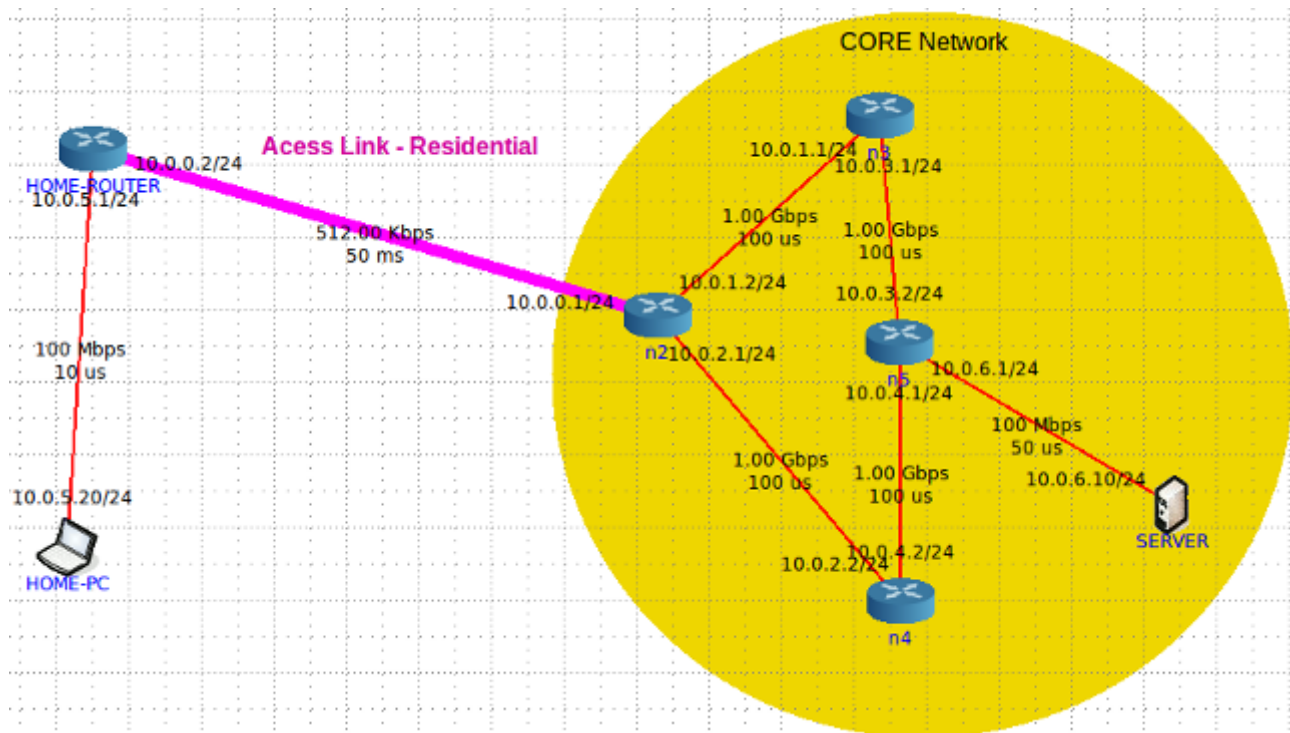 CORE Network
n3
10.0.1.1/24
10.0.3.1/24
Acess Link - Residential
10.0.0.2/24
HOME-ROUTER
10.0.5.1/24
1.00 Gbps
100 us
1.00 Gbps
100 us
512.00 Kbps
50 ms
10.0.1.2/24
10.0.3.2/24
10.0.0.1/24
n2
10.0.2.1/24
100 Mbps
10 us
n5
10.0.6.1/24
10.0.4.1/24
100 Mbps
50 us
1.00 Gbps
100 us
1.00 Gbps
100 us
10.0.6.10/24
10.0.5.20/24
SERVER
10.0.4.2/24
10.0.2.2/24
HOME-PC
n4